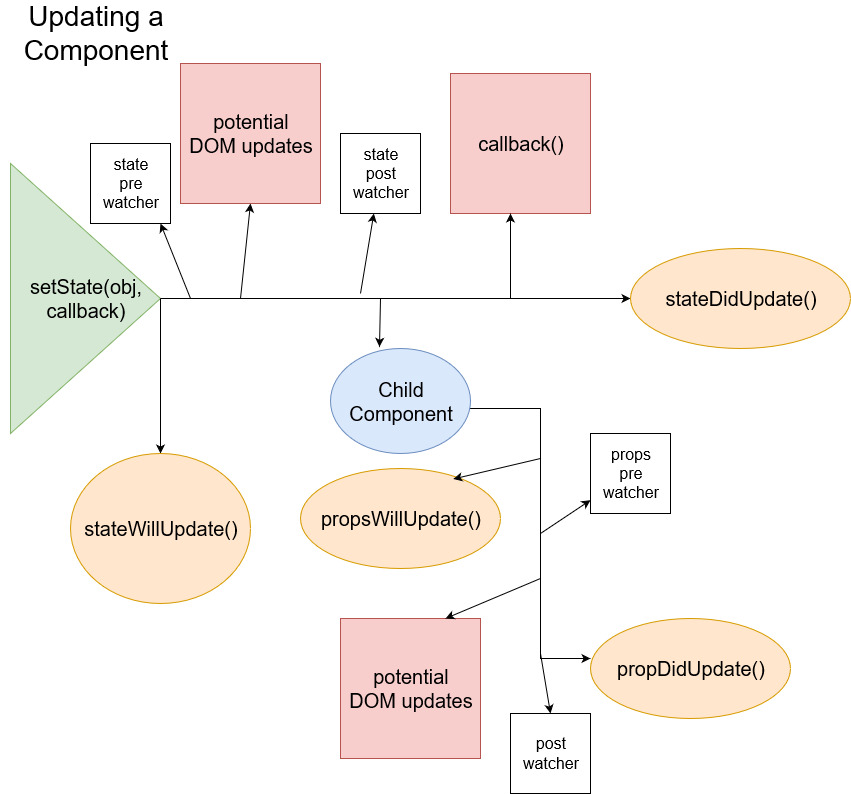 Updating a
Component
potential
DOM updates
callback()
state
pre
watcher
state
post
watcher
setState(obj,
callback)
stateDidUpdate()
Child
Component
stateWillUpdate()
propsWillUpdate()
props
pre
watcher
potential
DOM updates
propDidUpdate()
post
watcher